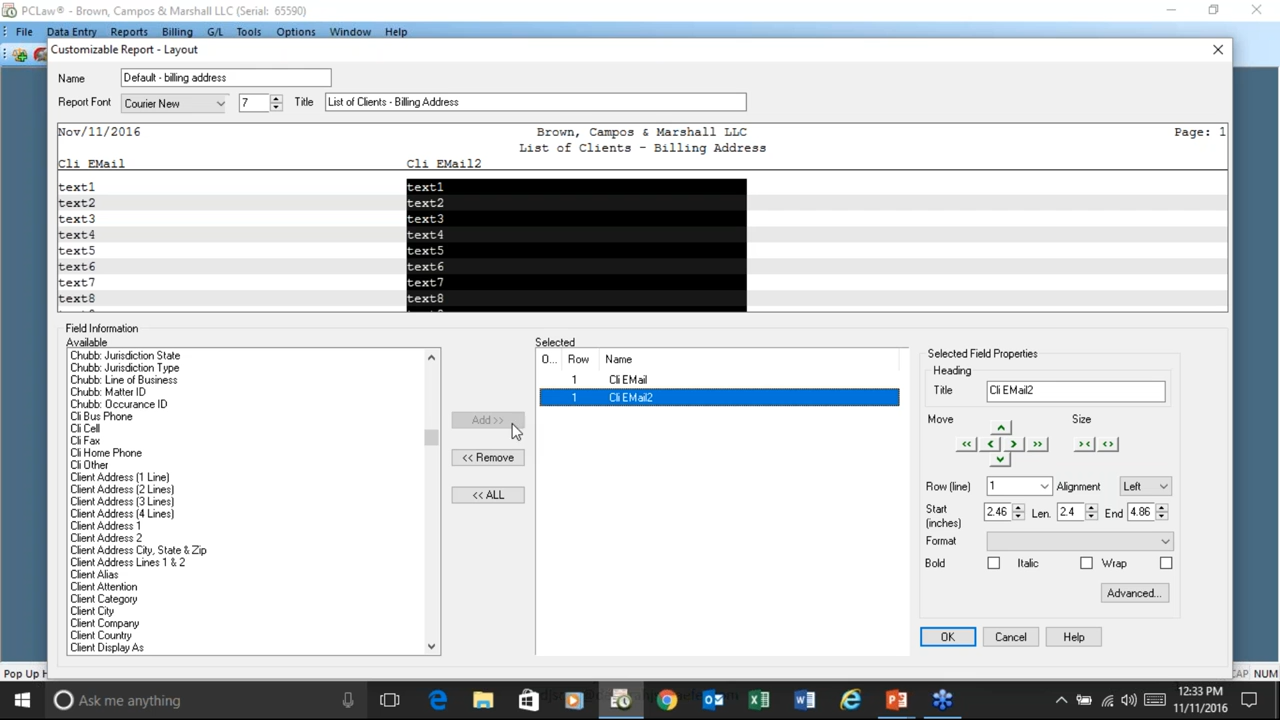 PCLaw® - Brown, Campos & Marshall LLC (Serial: 65590)
File Data Entry Reports Billing G/L Tools Options Window Help
Customizable Report - Layout
Name Default - billing address
Report Font Courier New 7 Title List of Clients - Billing Address
Nov/11/2016 Brown, Campos & Marshall LLC Page: 1
List of Clients - Billing Address
Cli EMail Cli EMail2
text1 text1
text2 text2
text3 text3
text4 text4
text5 text5
text6 text6
text7 text7
text8 text8
Field Information
Available
Chubb: Jurisdiction State
Chubb: Jurisdiction Type
Chubb: Line of Business
Chubb: Matter ID
Chubb: Occurance ID
Cli Bus Phone
Cli Cell
Cli Fax
Cli Home Phone
Cli Other
Client Address (1 Line)
Client Address (2 Lines)
Client Address (3 Lines)
Client Address (4 Lines)
Client Address 1
Client Address 2
Client Address City, State & Zip
Client Address Lines 1 & 2
Client Alias
Client Attention
Client Category
Client City
Client Company
Client Country
Client Display As
Add >>
<< Remove
<< ALL
Selected
O... Row Name
1 Cli EMail
1 Cli EMail2
Selected Field Properties
Heading
Title Cli EMail2
Move Size
Row (line) 1 Alignment Left
Start (inches) 2.46 Len. 2.4 End 4.86
Format
Bold Italic Wrap
Advanced...
OK Cancel Help
Pop Up H CAP NUM
Ask me anything
12:33 PM
11/11/2016